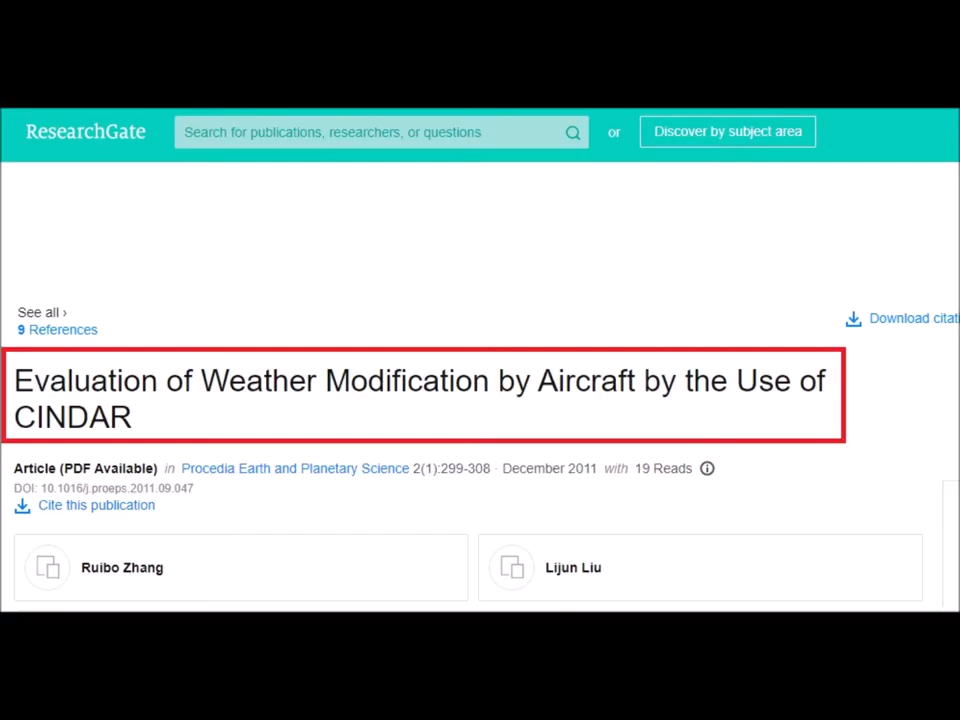 ResearchGate
Search for publications, researchers, or questions
or
Discover by subject area
See all ›
9 References
Download citati
Evaluation of Weather Modification by Aircraft by the Use of
CINDAR
Article (PDF Available) in Procedia Earth and Planetary Science 2(1):299-308 · December 2011 with 19 Reads
DOI: 10.1016/j.proeps.2011.09.047
Cite this publication
Ruibo Zhang
Lijun Liu